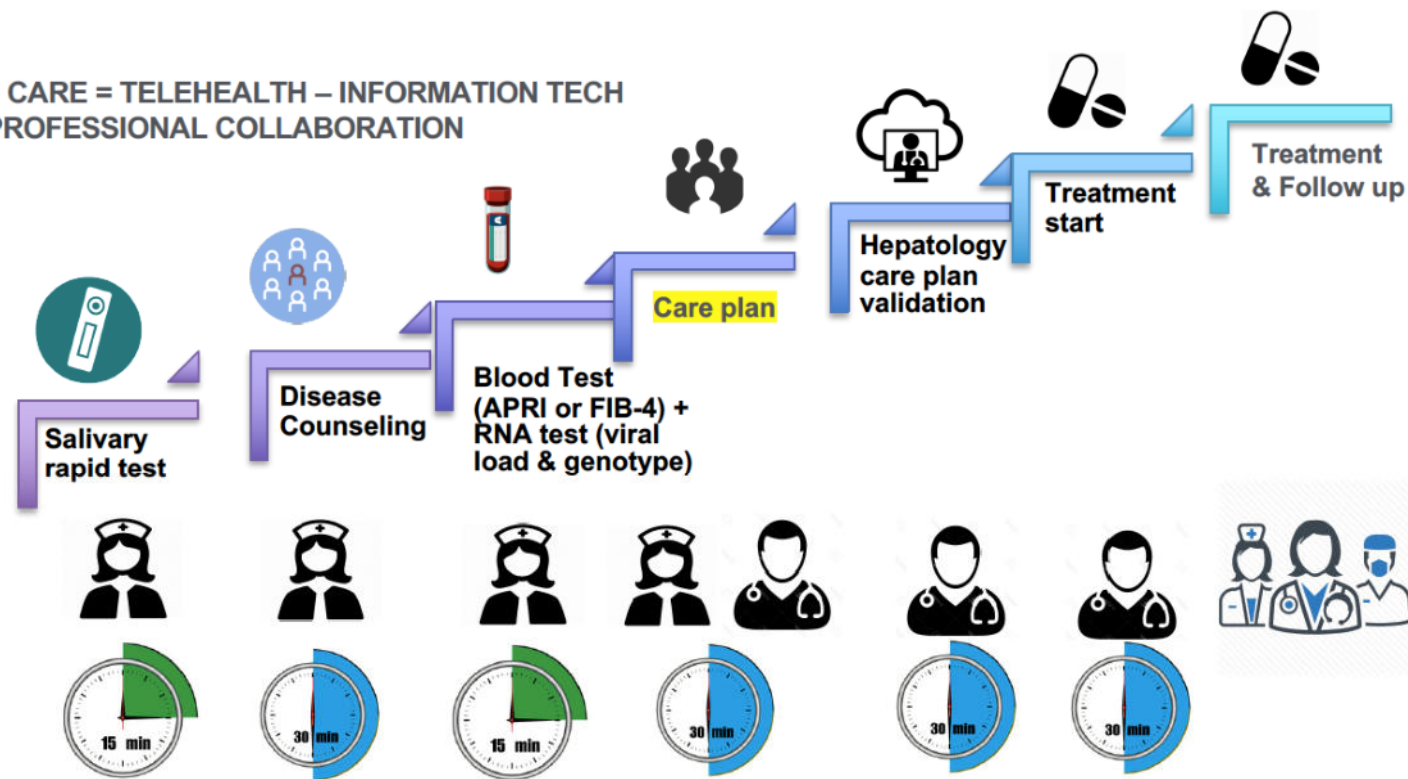 CARE = TELEHEALTH – INFORMATION TECH
PROFESSIONAL COLLABORATION
Salivary
rapid test
Disease
Counseling
Blood Test
(APRI or FIB-4) +
RNA test (viral
load & genotype)
Care plan
Hepatology
care plan
validation
Treatment
start
Treatment
& Follow up
15 min
30 min
15 min
30 min
30 min
30 min